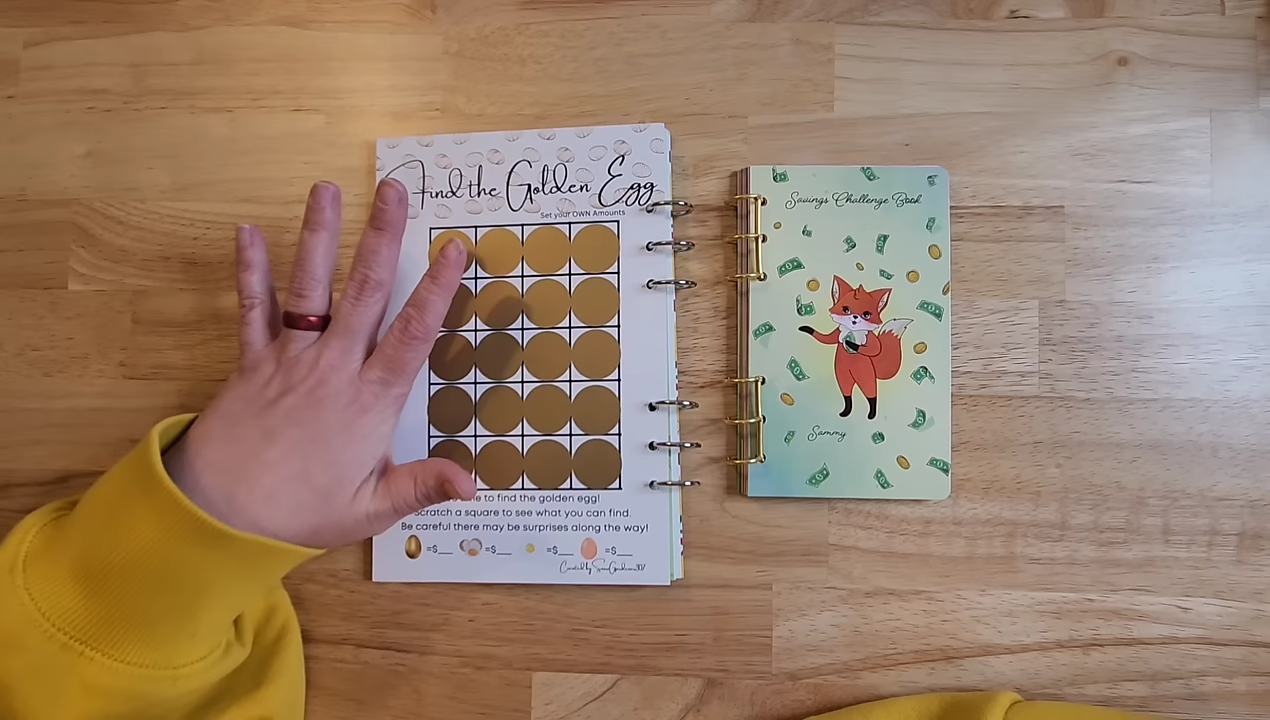 Find the Golden Egg
Set your OWN Amounts
to find the golden egg!
Scratch a square to see what you can find.
Be careful there may be surprises along the way!
=$___ =$___ =$___ =$___
Created by
Savings Challenge Book
Sammy